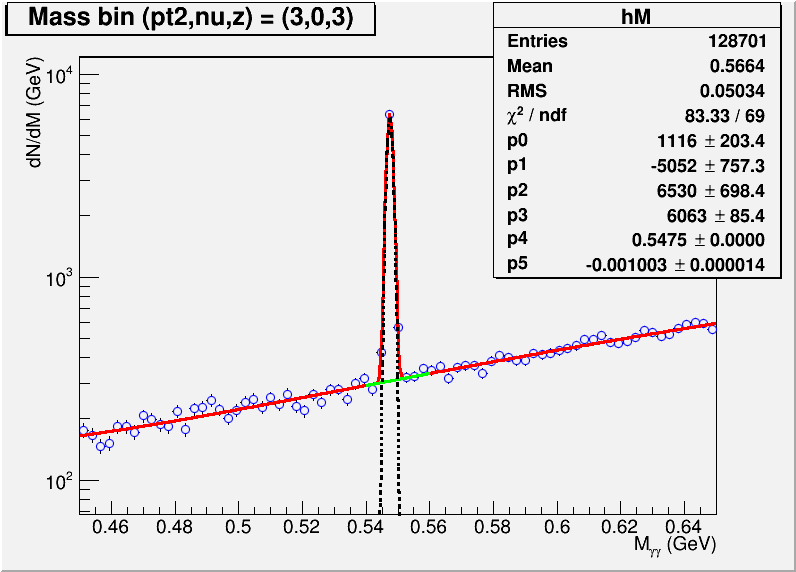 Mass bin (pt2,nu,z) = (3,0,3)
hM
Entries 128701
Mean 0.5664
RMS 0.05034
χ² / ndf 83.33 / 69
p0 1116 ± 203.4
p1 -5052 ± 757.3
p2 6530 ± 698.4
p3 6063 ± 85.4
p4 0.5475 ± 0.0000
p5 -0.001003 ± 0.000014
dN/dM (GeV)
10⁴
10³
10²
0.46 0.48 0.5 0.52 0.54 0.56 0.58 0.6 0.62 0.64
Mγγ (GeV)